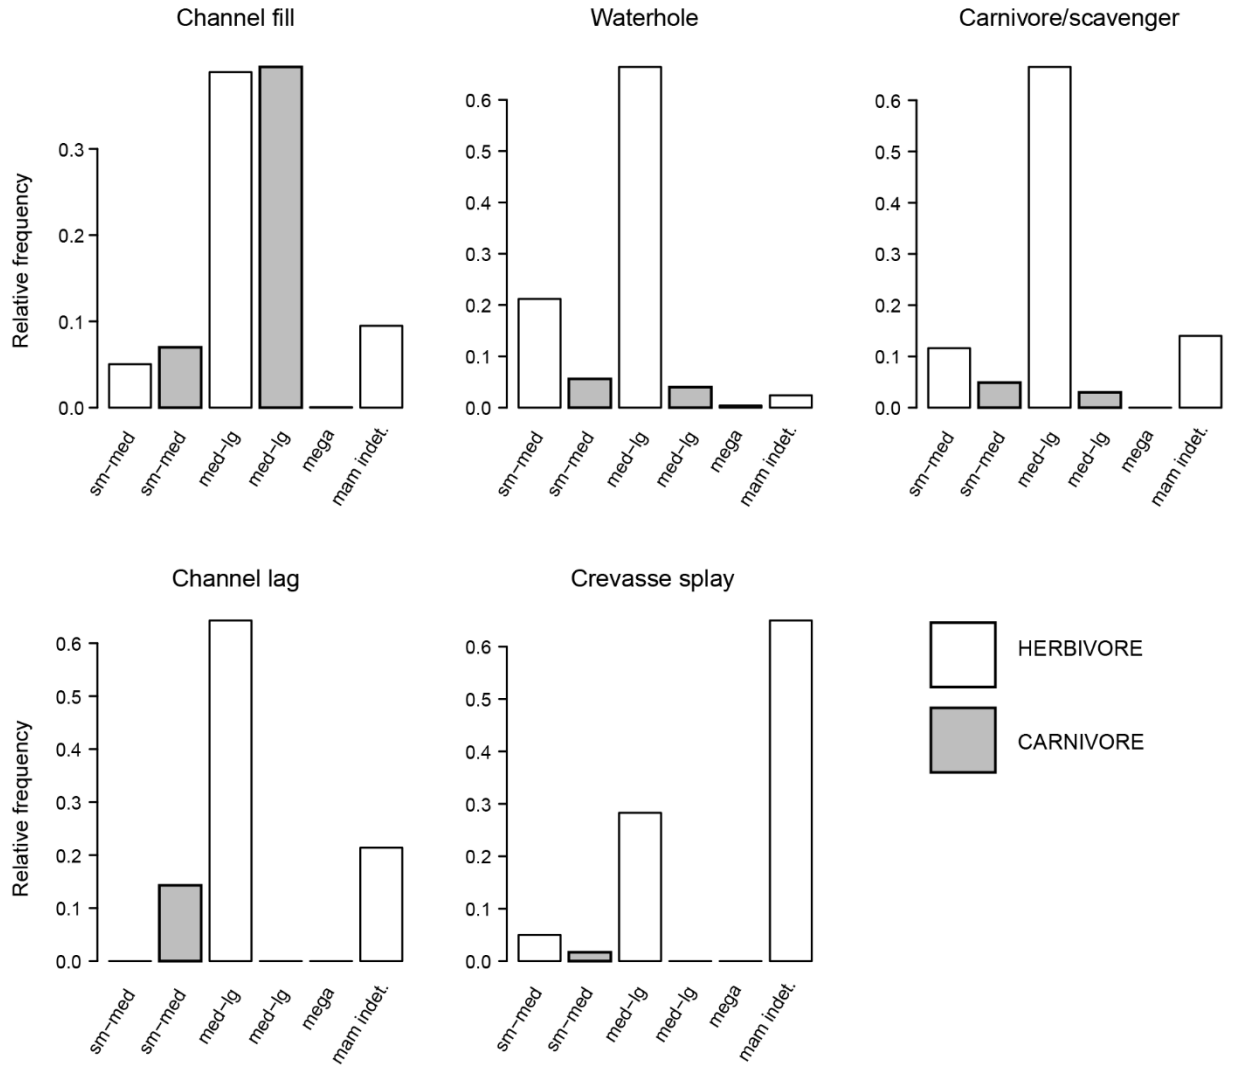 Channel fill
Relative frequency
0.3
0.2
0.1
0.0
sm−med
sm−med
med−lg
med−lg
mega
mam indet.
Waterhole
0.6
0.5
0.4
0.3
0.2
0.1
0.0
sm−med
sm−med
med−lg
med−lg
mega
mam indet.
Carnivore/scavenger
0.6
0.5
0.4
0.3
0.2
0.1
0.0
sm−med
sm−med
med−lg
med−lg
mega
mam indet.
Channel lag
Relative frequency
0.6
0.5
0.4
0.3
0.2
0.1
0.0
sm−med
sm−med
med−lg
med−lg
mega
mam indet.
Crevasse splay
0.6
0.5
0.4
0.3
0.2
0.1
0.0
sm−med
sm−med
med−lg
med−lg
mega
mam indet.
HERBIVORE
CARNIVORE